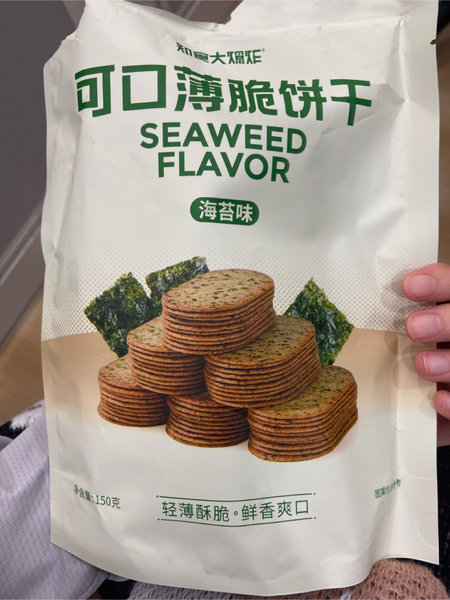 知食大爆炸®
可口薄脆饼干
SEAWEED
FLAVOR
海苔味
净含量:150克
轻薄酥脆。鲜香爽口